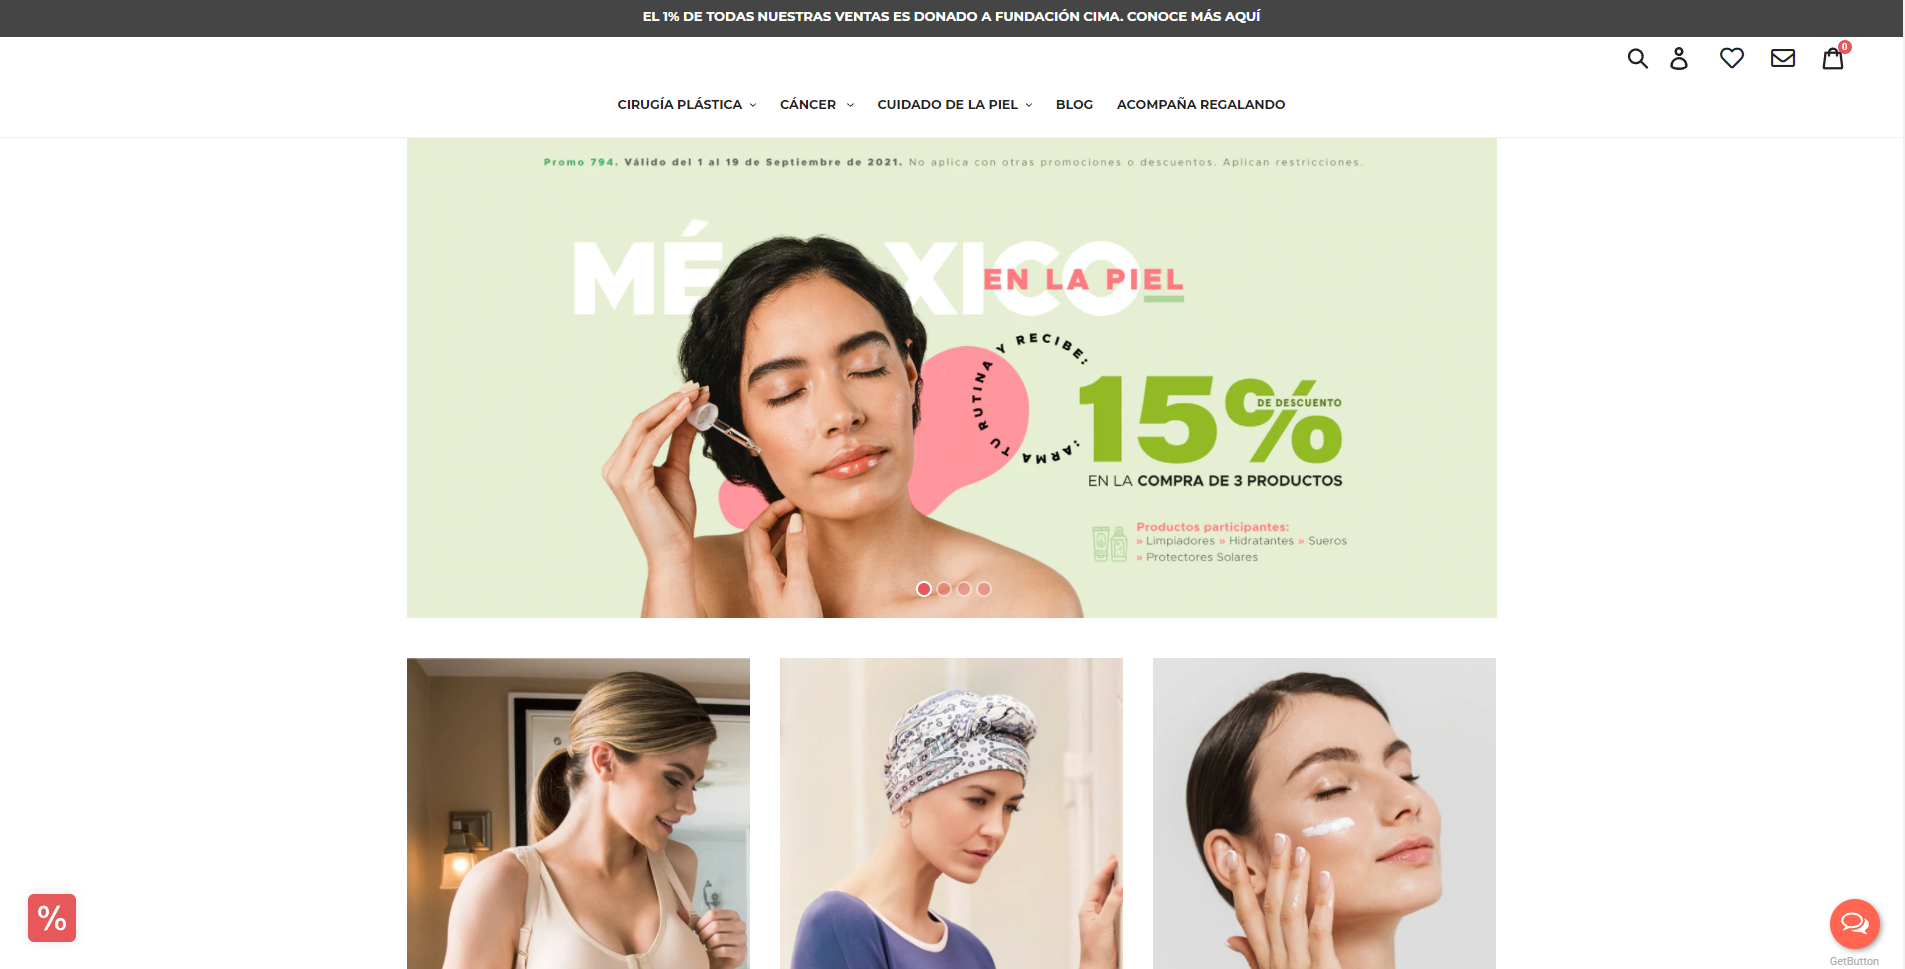 EL 1% DE TODAS NUESTRAS VENTAS ES DONADO A FUNDACIÓN CIMA. CONOCE MÁS AQUÍ
0
CIRUGÍA PLÁSTICA
CÁNCER
CUIDADO DE LA PIEL
BLOG
ACOMPAÑA REGALANDO
Promo 794. Válido del 1 al 19 de Septiembre de 2021. No aplica con otras promociones o descuentos. Aplican restricciones.
MÉXICO
EN LA PIEL
ARMA TU RUTINA Y RECIBE:
15%
DE DESCUENTO
EN LA COMPRA DE 3 PRODUCTOS
Productos participantes:
» Limpiadores » Hidratantes » Sueros
» Protectores Solares
%
GetButton